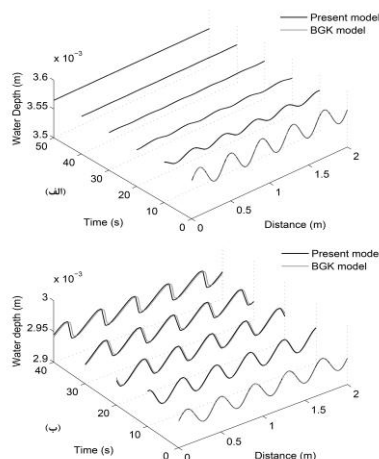 Present model
BGK model
× 10⁻³
3.6
3.55
3.5
Water Depth (m)
50
40
30
20
10
0
Time (s)
0
0.5
1
1.5
2
Distance (m)
(الف)
Present model
BGK model
× 10⁻³
3
2.95
2.9
Water depth (m)
40
30
20
10
0
Time (s)
0
0.5
1
1.5
2
Distance (m)
(ب)